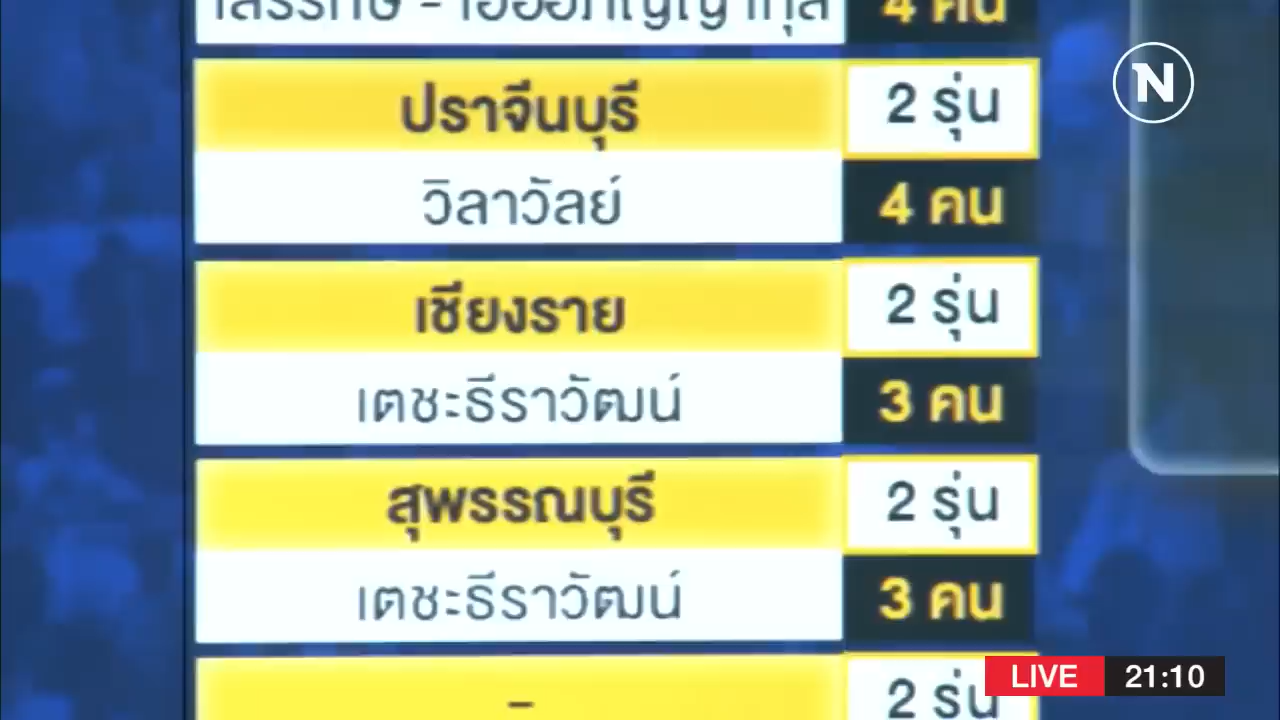 4 คน
N
ปราจีนบุรี 2 รุ่น
วิลาวัลย์ 4 คน
เชียงราย 2 รุ่น
เตชะธีราวัฒน์ 3 คน
สุพรรณบุรี 2 รุ่น
เตชะธีราวัฒน์ 3 คน
- 2 รุ่น
LIVE 21:10